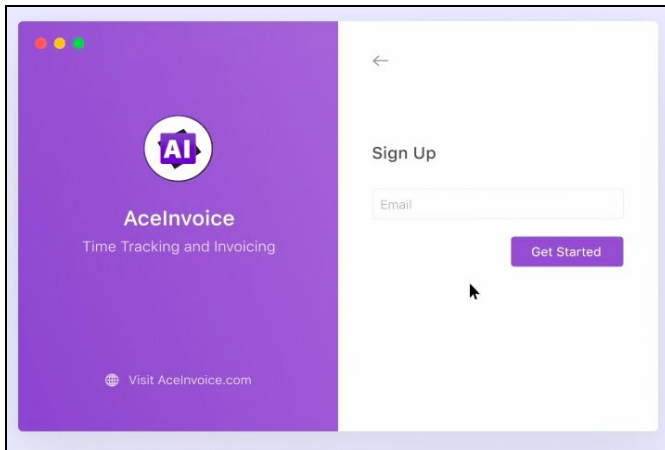 AI
AceInvoice
Time Tracking and Invoicing
Visit AceInvoice.com
Sign Up
Email
Get Started